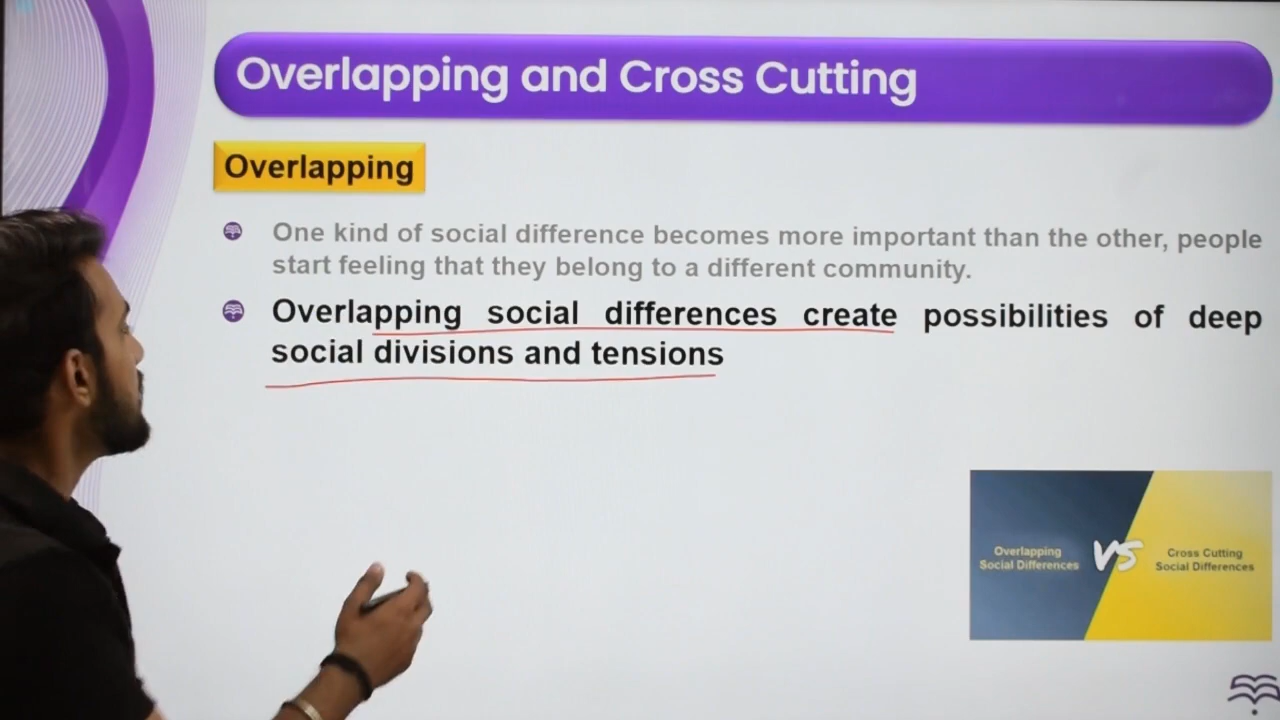 Overlapping and Cross Cutting
Overlapping
One kind of social difference becomes more important than the other, people
start feeling that they belong to a different community.
Overlapping social differences create possibilities of deep
social divisions and tensions
Overlapping
Social Differences
VS
Cross Cutting
Social Differences